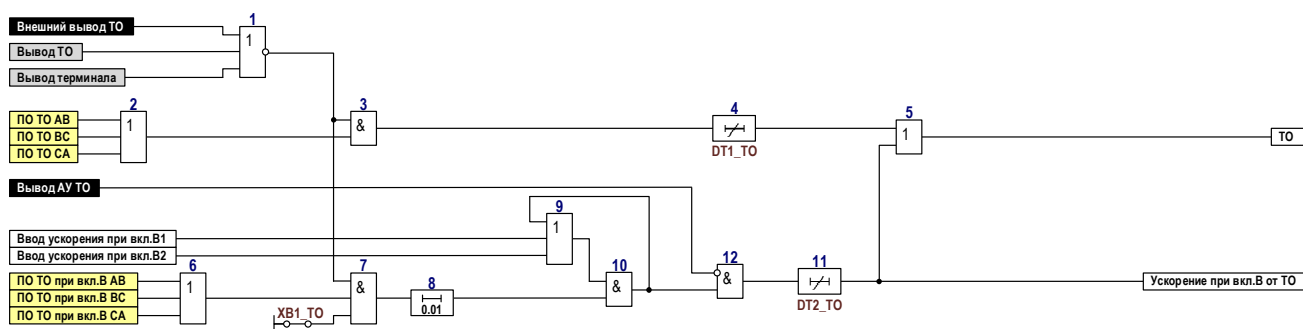 Внешний вывод ТО
Вывод ТО
Вывод терминала
1
1
ПО ТО АВ
ПО ТО ВС
ПО ТО СА
2
1
3
&
4
DT1_TO
5
1
ТО
Вывод АУ ТО
Ввод ускорения при вкл.В1
Ввод ускорения при вкл.В2
9
1
ПО ТО при вкл.В АВ
ПО ТО при вкл.В ВС
ПО ТО при вкл.В СА
6
1
7
&
XB1_TO
8
0.01
10
&
12
&
11
DT2_TO
Ускорение при вкл.В от ТО